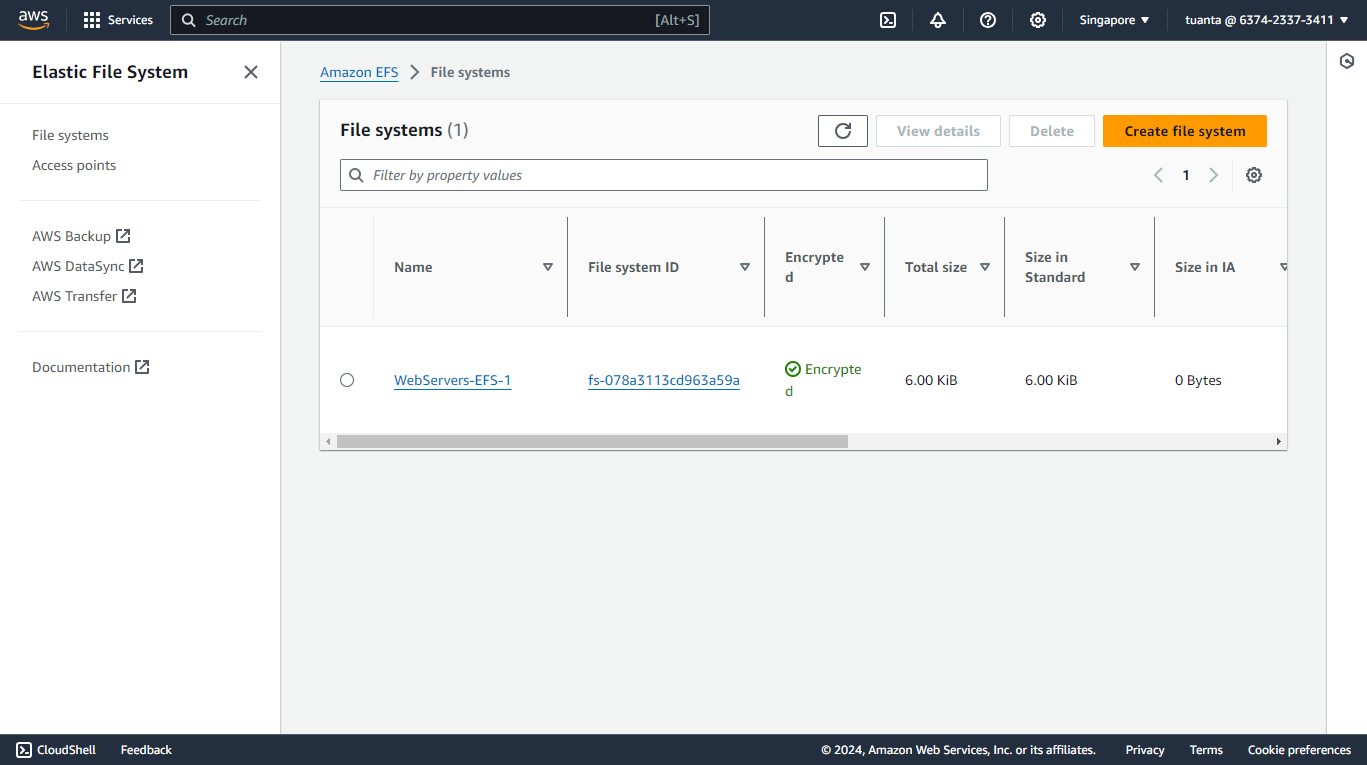 aws
Services
Search
[Alt+S]
Singapore
tuanta @ 6374-2337-3411
Elastic File System
File systems
Access points
AWS Backup
AWS DataSync
AWS Transfer
Documentation
Amazon EFS
File systems
File systems (1)
View details
Delete
Create file system
Filter by property values
1
Name
File system ID
Encrypte
d
Total size
Size in
Standard
Size in IA
WebServers-EFS-1
fs-078a3113cd963a59a
Encrypte
d
6.00 KiB
6.00 KiB
0 Bytes
CloudShell
Feedback
© 2024, Amazon Web Services, Inc. or its affiliates.
Privacy
Terms
Cookie preferences